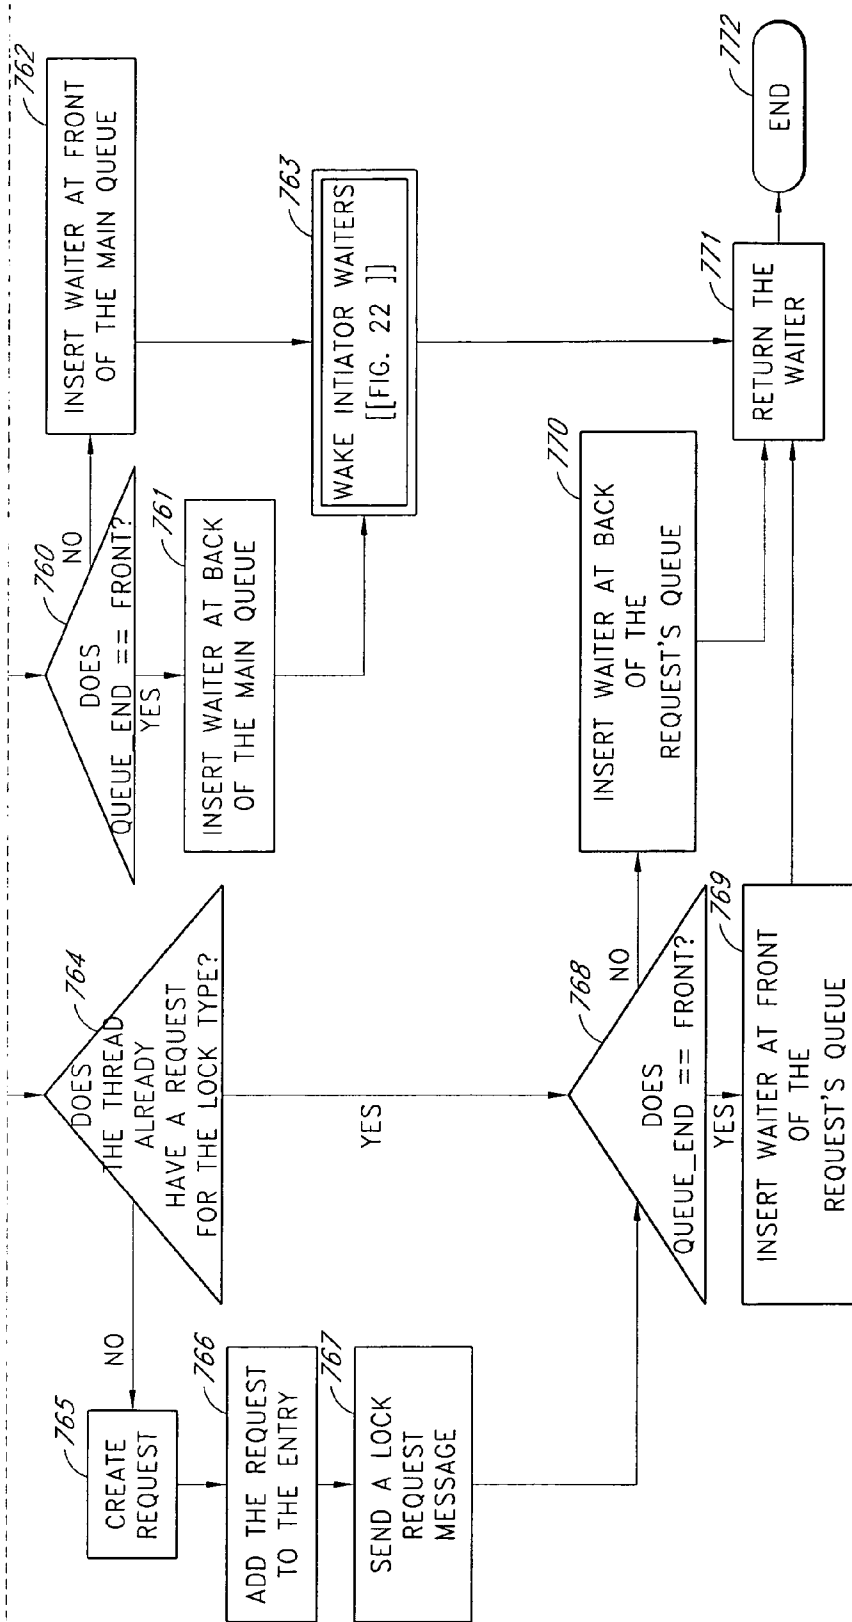 760
DOES
QUEUE_END == FRONT?
NO
YES
762
INSERT WAITER AT FRONT
OF THE MAIN QUEUE
761
INSERT WAITER AT BACK
OF THE MAIN QUEUE
763
WAKE INTIATOR WAITERS
[[FIG. 22 ]]
764
DOES
THE THREAD
ALREADY
HAVE A REQUEST
FOR THE LOCK TYPE?
NO
YES
765
CREATE
REQUEST
766
ADD THE REQUEST
TO THE ENTRY
767
SEND A LOCK
REQUEST
MESSAGE
768
DOES
QUEUE_END == FRONT?
NO
YES
769
INSERT WAITER AT FRONT
OF THE
REQUEST'S QUEUE
770
INSERT WAITER AT BACK
OF THE
REQUEST'S QUEUE
771
RETURN THE
WAITER
772
END